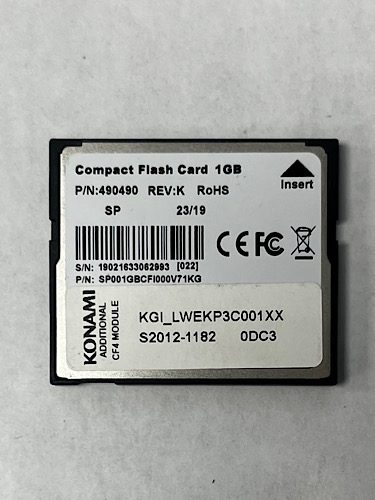 Compact Flash Card 1GB
P/N:490490 REV:K RoHS
SP 23/19
Insert
CE FC
S/N: 19021633062993 [022]
P/N: SP001GBCFI000V71KG
KONAMI
ADDITIONAL
CF4 MODULE
KGI_LWEKP3C001XX
S2012-1182 0DC3